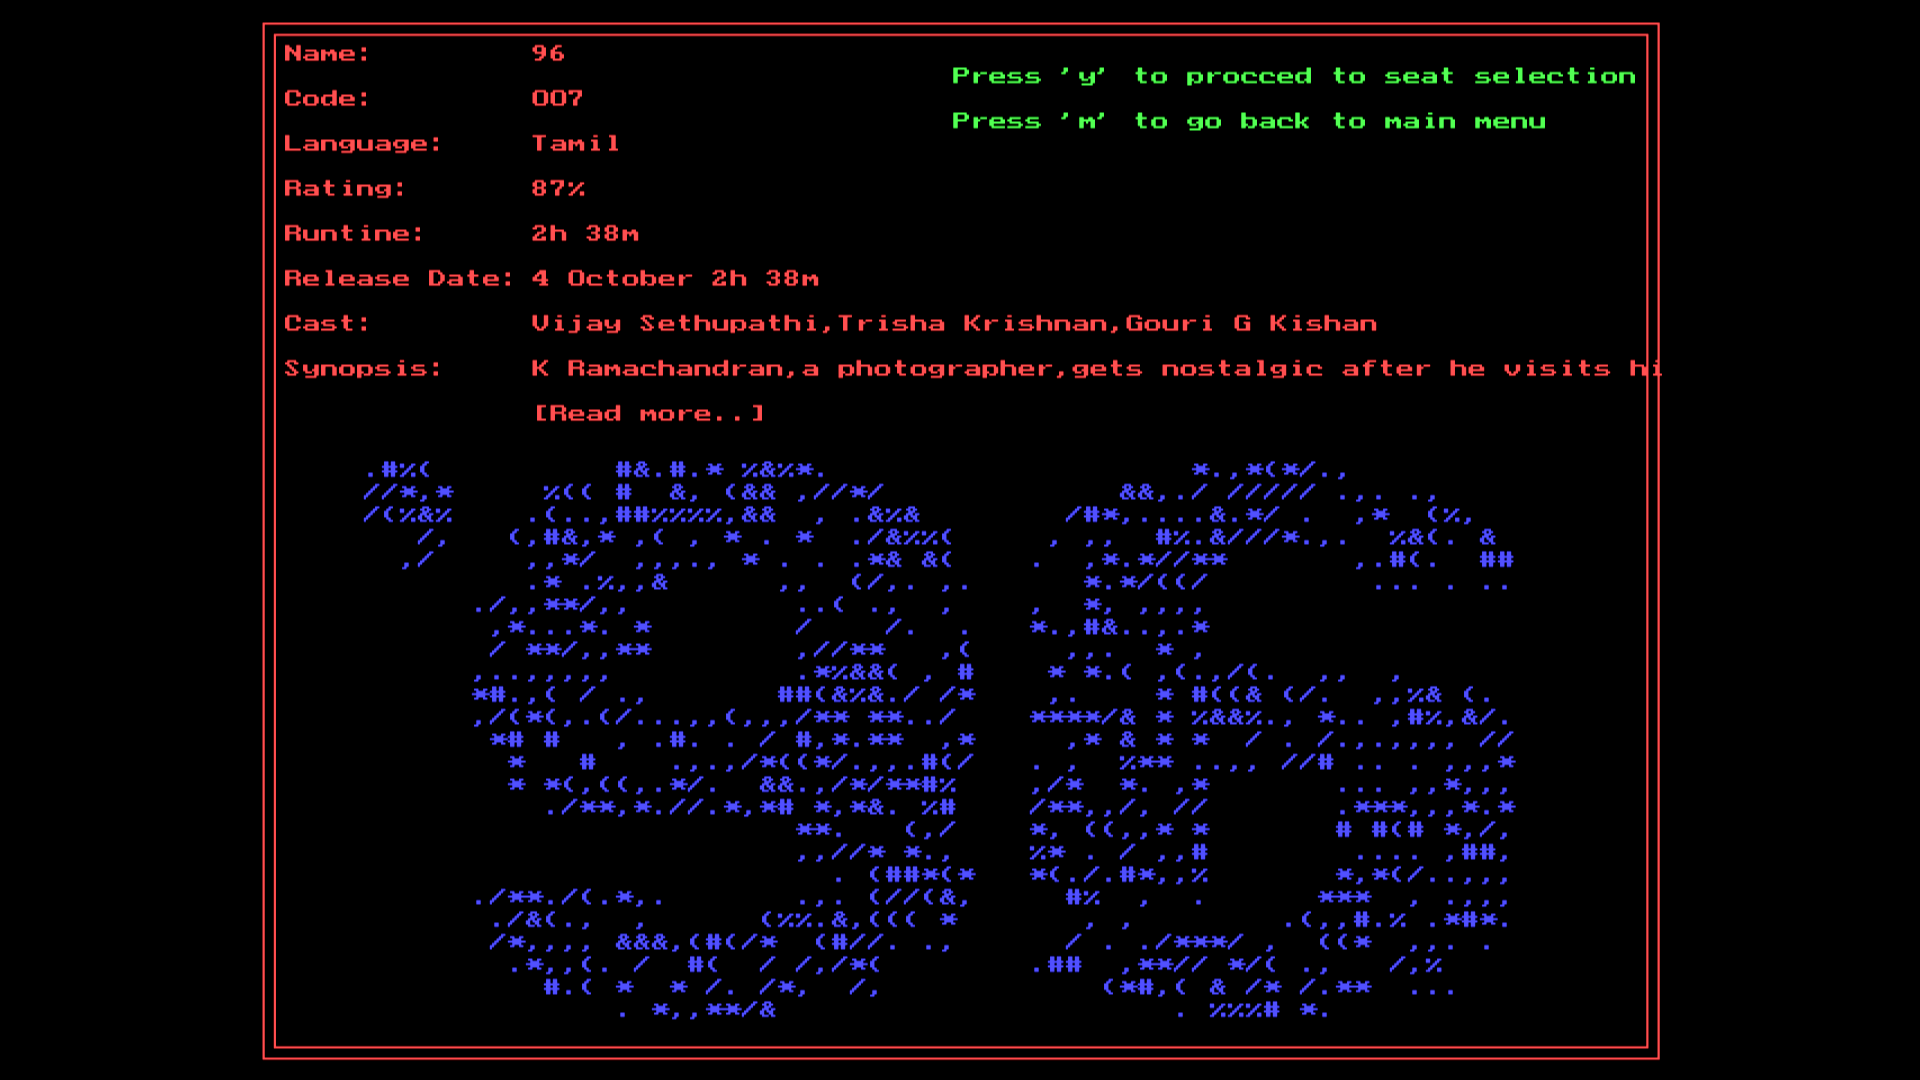 Name: 96
Press 'y' to procced to seat selection
Code: 007
Press 'm' to go back to main menu
Language: Tamil
Rating: 87%
Runtine: 2h 38m
Release Date: 4 October 2h 38m
Cast: Vijay Sethupathi,Trisha Krishnan,Gouri G Kishan
Synopsis: K Ramachandran,a photographer,gets nostalgic after he visits hi
[Read more..]
'96